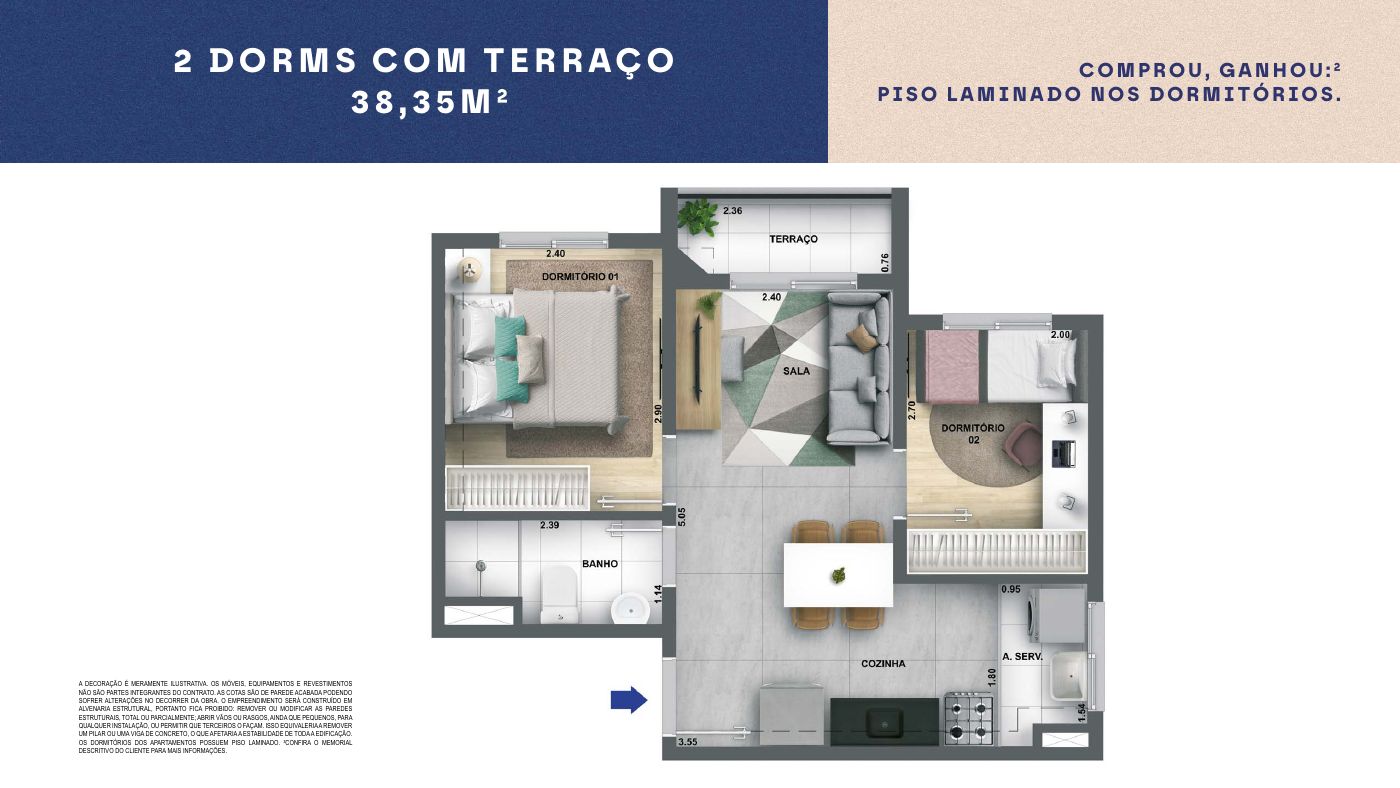 2 DORMS COM TERRAÇO
38,35M²
COMPROU, GANHOU:²
PISO LAMINADO NOS DORMITÓRIOS.
2.36
TERRAÇO
0.76
2.40
DORMITÓRIO 01
2.90
2.40
SALA
2.00
2.70
DORMITÓRIO
02
5.05
2.39
BANHO
1.14
0.95
A. SERV.
COZINHA
1.80
1.54
3.55
A DECORAÇÃO É MERAMENTE ILUSTRATIVA. OS MÓVEIS, EQUIPAMENTOS E REVESTIMENTOS
NÃO SÃO PARTES INTEGRANTES DO CONTRATO. AS COTAS SÃO DE PAREDE ACABADA PODENDO
SOFRER ALTERAÇÕES NO DECORRER DA OBRA. O EMPREENDIMENTO SERÁ CONSTRUÍDO EM
ALVENARIA ESTRUTURAL, PORTANTO FICA PROIBIDO: REMOVER OU MODIFICAR AS PAREDES
ESTRUTURAIS, TOTAL OU PARCIALMENTE; ABRIR VÃOS OU RASGOS, AINDA QUE PEQUENOS, PARA
QUALQUER INSTALAÇÃO, OU PERMITIR QUE TERCEIROS O FAÇAM. ISSO EQUIVALERIA A REMOVER
UM PILAR OU UMA VIGA DE CONCRETO, O QUE AFETARIA A ESTABILIDADE DE TODA A EDIFICAÇÃO.
OS DORMITÓRIOS DOS APARTAMENTOS POSSUEM PISO LAMINADO. ²CONFIRA O MEMORIAL
DESCRITIVO DO CLIENTE PARA MAIS INFORMAÇÕES.